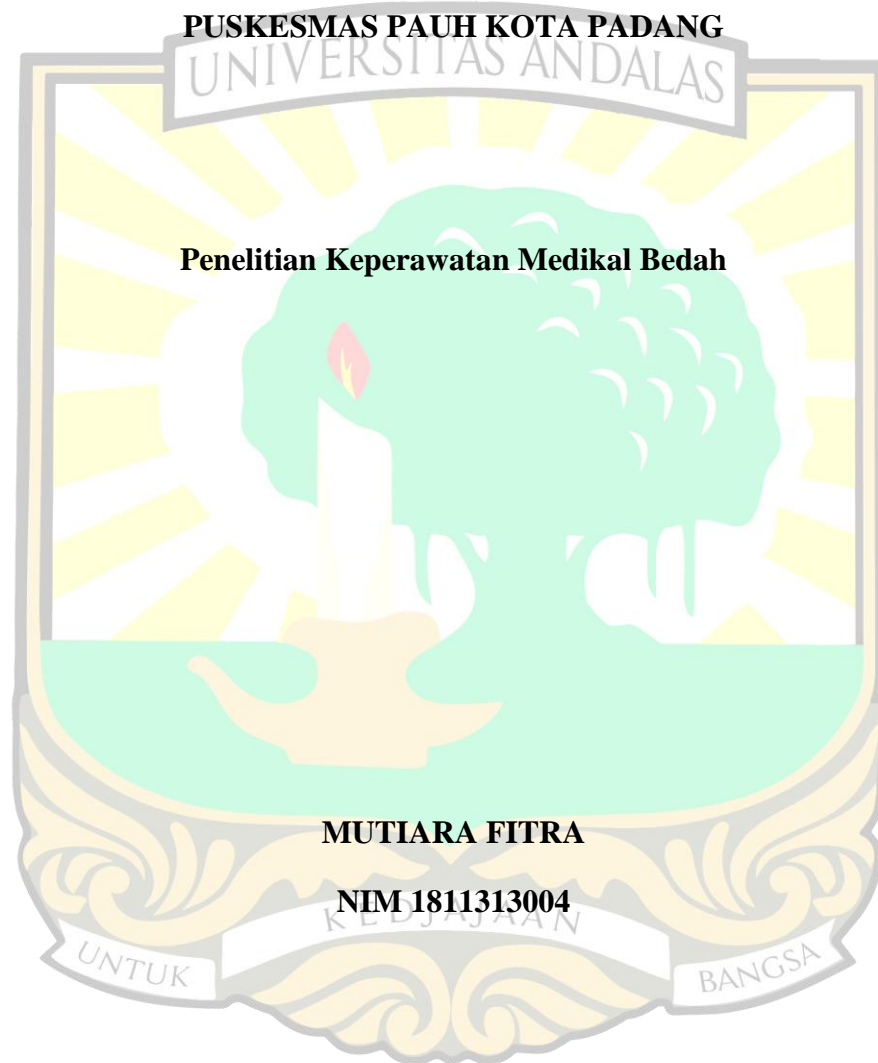 PUSKESMAS PAUH KOTA PADANG
UNIVERSITAS ANDALAS
Penelitian Keperawatan Medikal Bedah
MUTIARA FITRA
NIM 1811313004
UNTUK KEDJAJAAN BANGSA